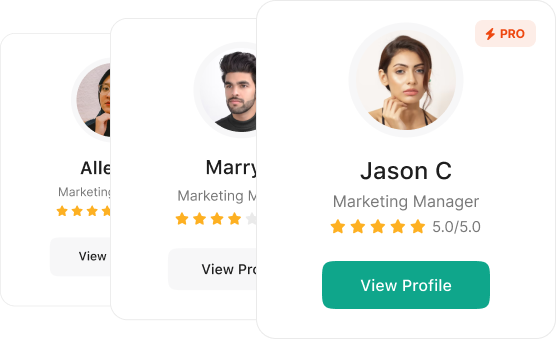 Alle
Marketing
View
Marry
Marketing M
View Pro
PRO
Jason C
Marketing Manager
5.0/5.0
View Profile